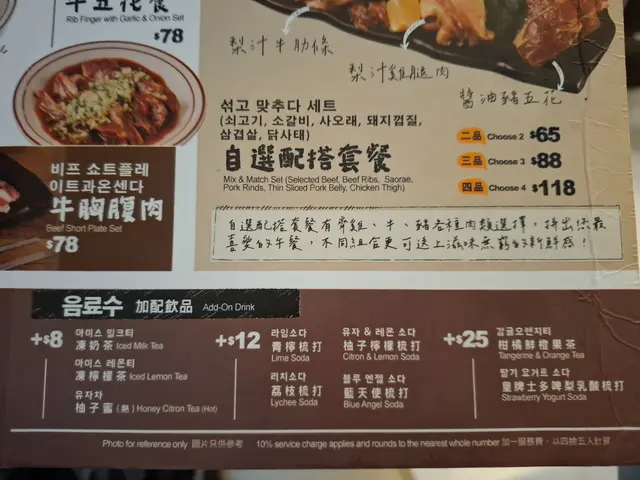 Rib Finger with Garlic & Onion Set
$78
梨汁牛肋條
梨汁雞腿肉
醬油豬五花
섞고 맞추다 세트
(쇠고기, 소갈비, 사오래, 돼지껍질,
삼겹살, 닭사태)
自選配搭套餐
Mix & Match Set (Selected Beef, Beef Ribs, Saorae,
Pork Rinds, Thin Sliced Pork Belly, Chicken Thigh)
二品 Choose 2 $65
三品 Choose 3 $88
四品 Choose 4 $118
비프 쇼트플레
이트과온센다
牛胸腹肉
Beef Short Plate Set
$78
自選配搭套餐有齊雞、牛、豬各種肉類選擇，拼出您最
喜愛的午餐，不同組合更可送上滋味無窮的新鮮感！
음료수 加配飲品 Add-On Drink
+$8
아이스 밀크티
凍奶茶 Iced Milk Tea
아이스 레몬티
凍檸檬茶 Iced Lemon Tea
유자차
柚子蜜(熱) Honey Citron Tea (Hot)
+$12
라임소다
青檸梳打
Lime Soda
리치소다
荔枝梳打
Lychee Soda
유자 & 레몬 소다
柚子檸檬梳打
Citron & Lemon Soda
블루 엔젤 소다
藍天使梳打
Blue Angel Soda
+$25
감귤오렌지티
柑橘鮮橙果茶
Tangerine & Orange Tea
딸기 요거트 소다
皇牌士多啤梨乳酸梳打
Strawberry Yogurt Soda
Photo for reference only 圖片只供參考 10% service charge applies and rounds to the nearest whole number 加一服務費，以四捨五入計算